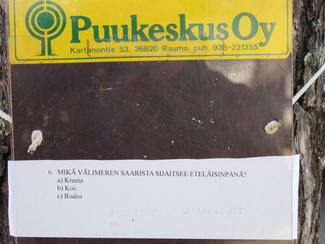 Puukeskus Oy
Kartanontie 53, 26820 Rauma, puh. 938-221355
6. MIKÄ VÄLIMEREN SAARISTA SIJAITSEE ETELÄISINPÄNÄ?
a) Kreeta
b) Kos
c) Rodos